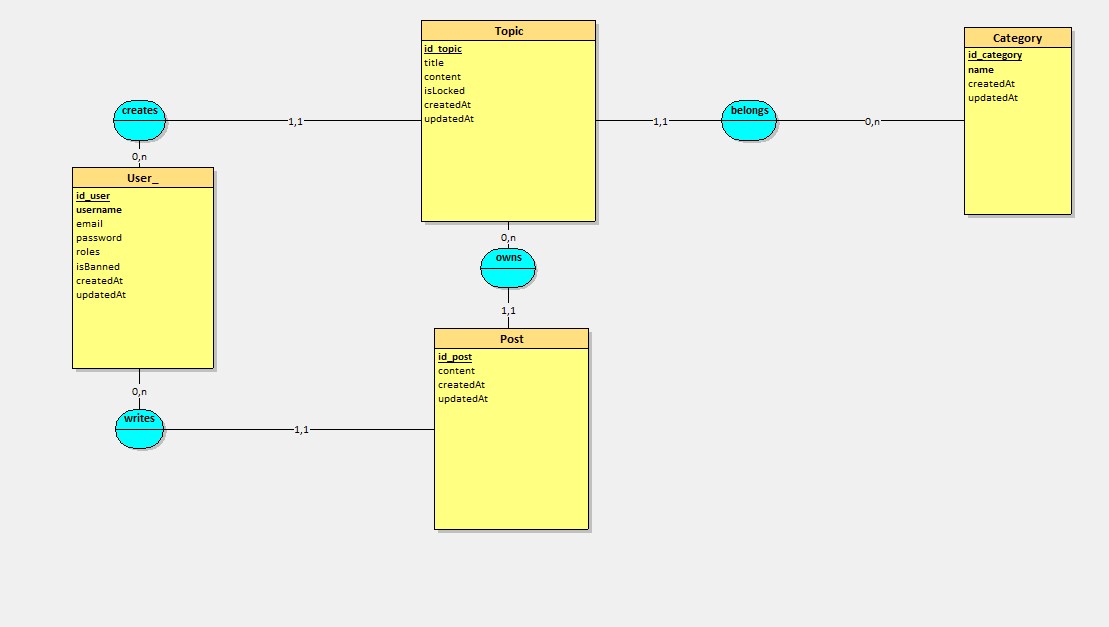 Topic
id_topic
title
content
isLocked
createdAt
updatedAt
Category
id_category
name
createdAt
updatedAt
creates
1,1
1,1
belongs
0,n
0,n
User_
id_user
username
email
password
roles
isBanned
createdAt
updatedAt
0,n
owns
1,1
Post
id_post
content
createdAt
updatedAt
0,n
writes
1,1